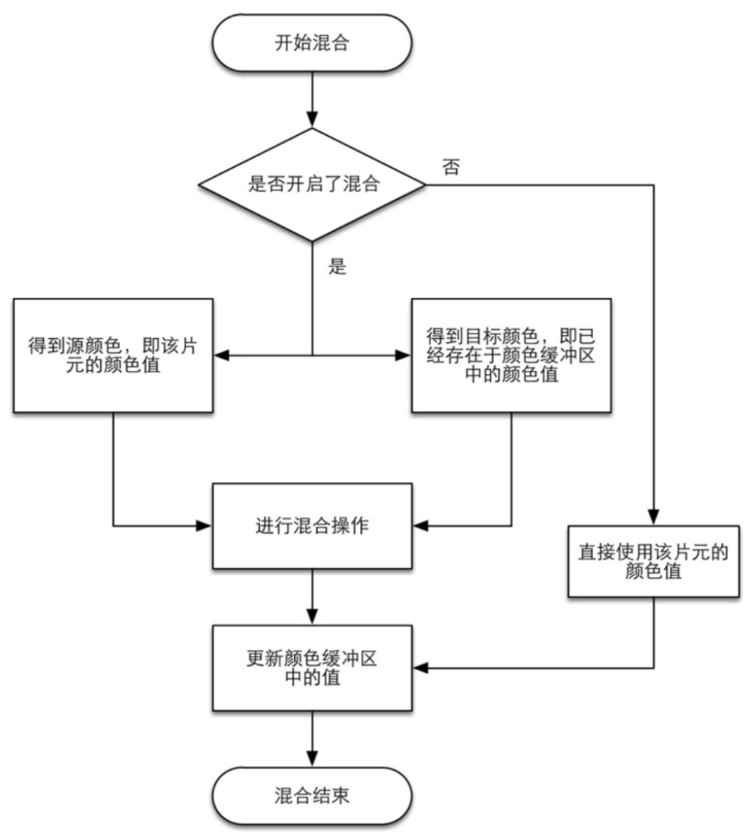 开始混合
是否开启了混合
否
是
得到源颜色，即该片
元的颜色值
得到目标颜色，即已
经存在于颜色缓冲区
中的颜色值
进行混合操作
直接使用该片元的
颜色值
更新颜色缓冲区
中的值
混合结束